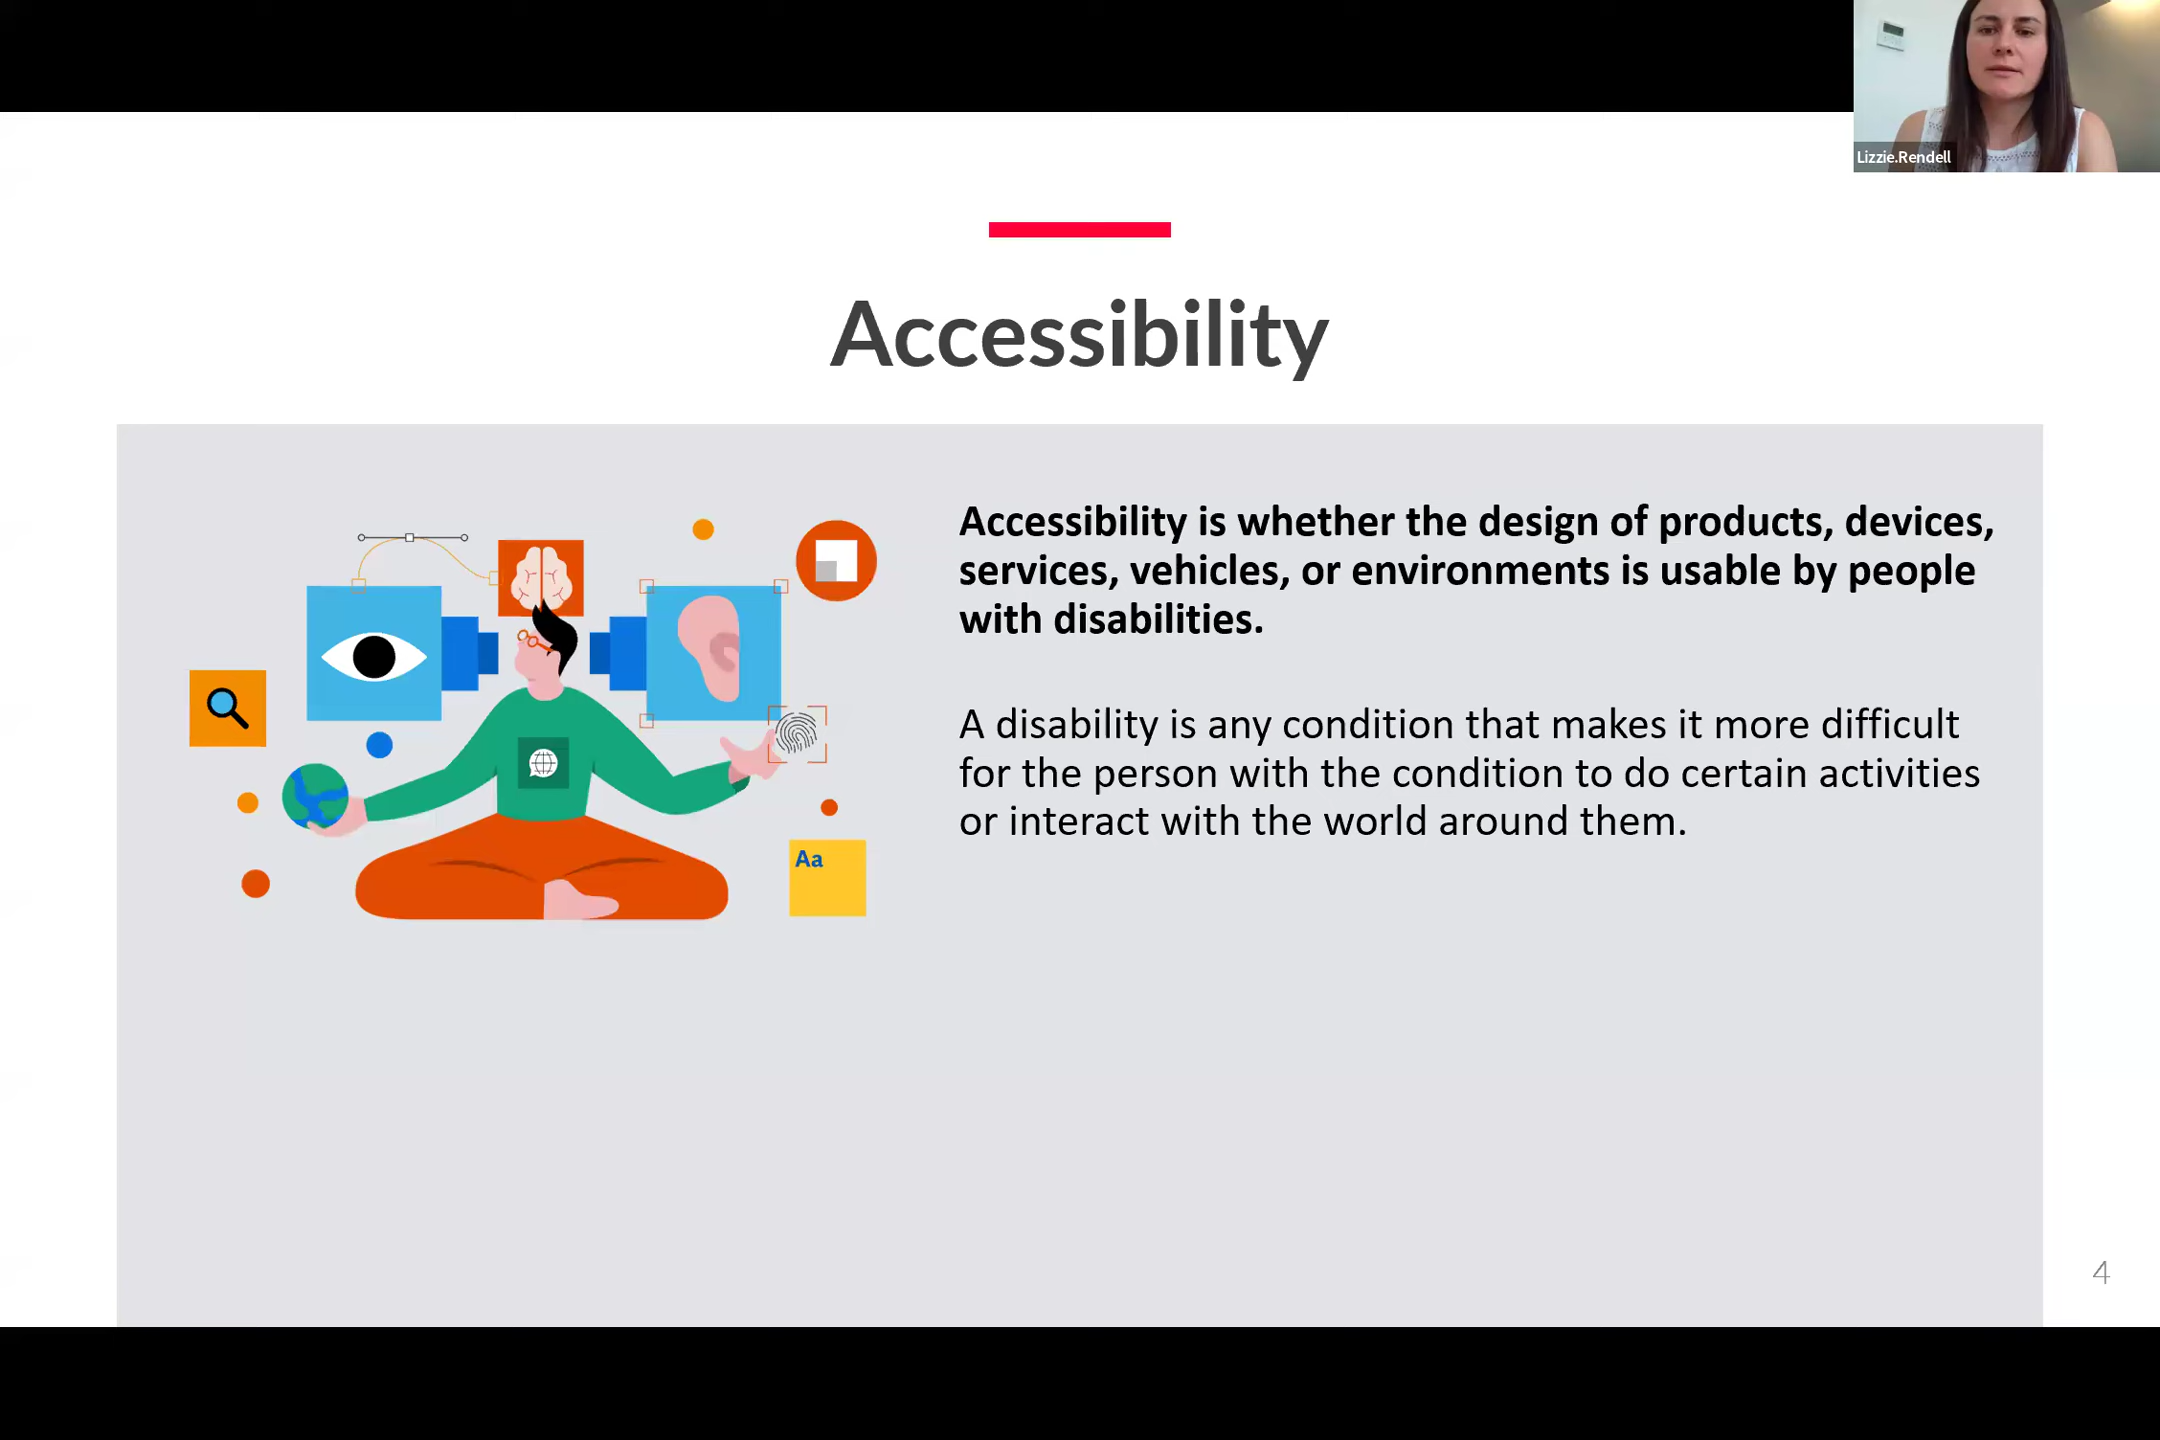 Lizzie.Rendell
Accessibility
Accessibility is whether the design of products, devices,
services, vehicles, or environments is usable by people
with disabilities.
A disability is any condition that makes it more difficult
for the person with the condition to do certain activities
or interact with the world around them.
Aa
4